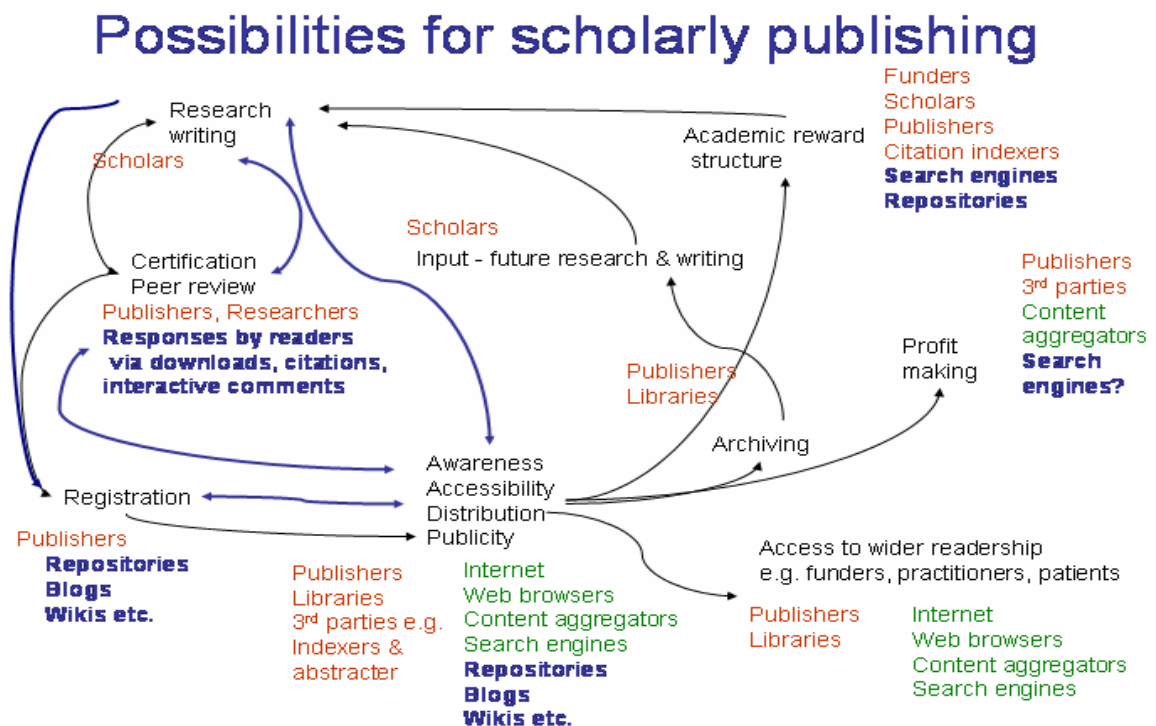 Possibilities for scholarly publishing
Research
writing
Scholars
Certification
Peer review
Publishers, Researchers
Responses by readers
via downloads, citations,
interactive comments
Registration
Publishers
Repositories
Blogs
Wikis etc.
Awareness
Accessibility
Distribution
Publicity
Publishers
Libraries
3rd parties e.g.
Indexers &
abstracter
Internet
Web browsers
Content aggregators
Search engines
Repositories
Blogs
Wikis etc.
Scholars
Input - future research & writing
Publishers
Libraries
Archiving
Academic reward
structure
Funders
Scholars
Publishers
Citation indexers
Search engines
Repositories
Profit
making
Publishers
3rd parties
Content
aggregators
Search
engines?
Access to wider readership
e.g. funders, practitioners, patients
Publishers
Libraries
Internet
Web browsers
Content aggregators
Search engines